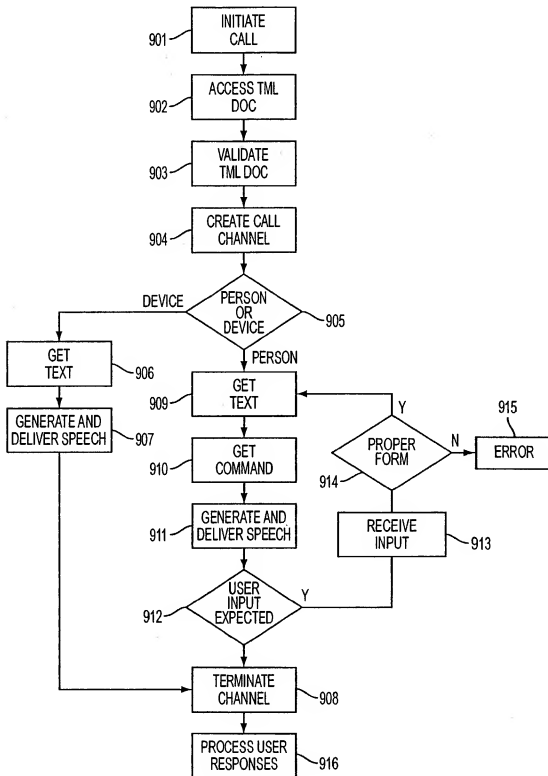 INITIATE
CALL
901
ACCESS TML
DOC
902
VALIDATE
TML DOC
903
CREATE CALL
CHANNEL
904
PERSON
OR
DEVICE
905
DEVICE
PERSON
GET
TEXT
906
GENERATE AND
DELIVER SPEECH
907
GET
TEXT
909
GET
COMMAND
910
GENERATE AND
DELIVER SPEECH
911
USER
INPUT
EXPECTED
912
Y
RECEIVE
INPUT
913
PROPER
FORM
914
Y
N
915
ERROR
TERMINATE
CHANNEL
908
PROCESS USER
RESPONSES
916